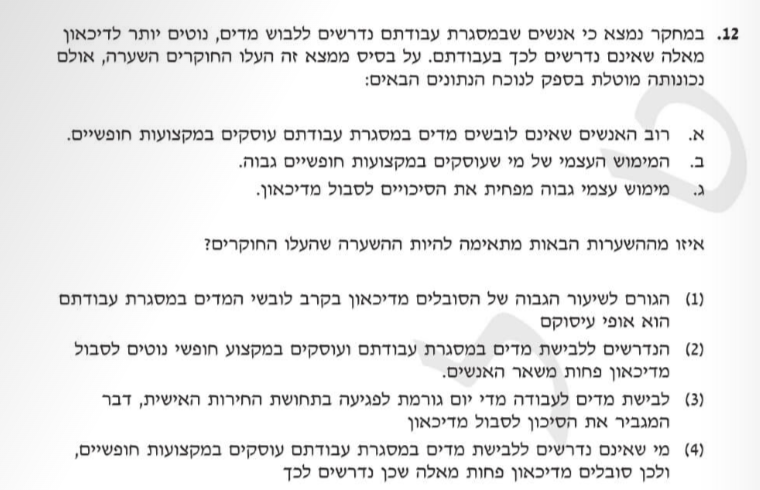 12. במחקר נמצא כי אנשים שבמסגרת עבודתם נדרשים ללבוש מדים, נוטים יותר לדיכאון
מאלה שאינם נדרשים לכך בעבודתם. על בסיס ממצא זה העלו החוקרים השערה, אולם
נכונותה מוטלת בספק לנוכח הנתונים הבאים:
א. רוב האנשים שאינם לובשים מדים במסגרת עבודתם עוסקים במקצועות חופשיים.
ב. המימוש העצמי של מי שעוסקים במקצועות חופשיים גבוה.
ג. מימוש עצמי גבוה מפחית את הסיכויים לסבול מדיכאון.
איזו מההשערות הבאות מתאימה להיות ההשערה שהעלו החוקרים?
(1) הגורם לשיעור הגבוה של הסובלים מדיכאון בקרב לובשי המדים במסגרת עבודתם
הוא אופי עיסוקם
(2) הנדרשים ללבישת מדים במסגרת עבודתם ועוסקים במקצוע חופשי נוטים לסבול
מדיכאון פחות משאר האנשים.
(3) לבישת מדים לעבודה מדי יום גורמת לפגיעה בתחושת החירות האישית, דבר
המגביר את הסיכון לסבול מדיכאון
(4) מי שאינם נדרשים ללבישת מדים במסגרת עבודתם עוסקים במקצועות חופשיים,
ולכן סובלים מדיכאון פחות מאלה שכן נדרשים לכך